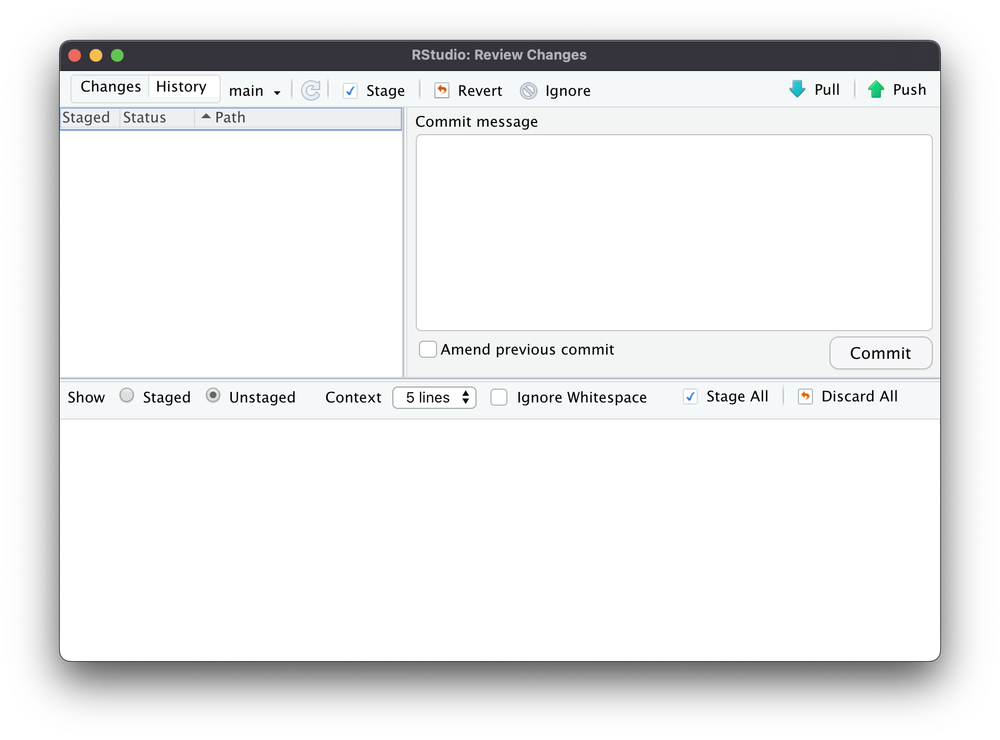 RStudio: Review Changes
Changes History main Stage Revert Ignore Pull Push
Staged Status Path
Commit message
Amend previous commit
Commit
Show Staged Unstaged Context 5 lines Ignore Whitespace Stage All Discard All